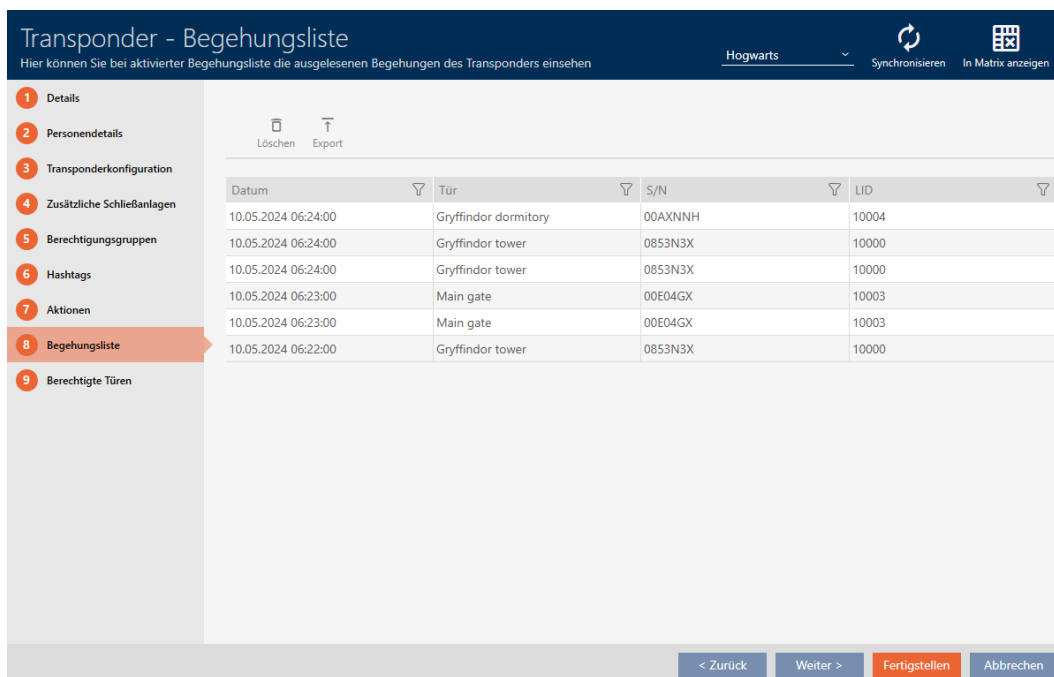 Transponder - Begehungsliste
Hier können Sie bei aktivierter Begehungsliste die ausgelesenen Begehungen des Transponders einsehen
Hogwarts
Synchronisieren
In Matrix anzeigen
1 Details
2 Personendetails
3 Transponderkonfiguration
4 Zusätzliche Schließanlagen
5 Berechtigungsgruppen
6 Hashtags
7 Aktionen
8 Begehungsliste
9 Berechtigte Türen
Löschen Export
Datum Tür S/N LID
10.05.2024 06:24:00 Gryffindor dormitory 00AXNNH 10004
10.05.2024 06:24:00 Gryffindor tower 0853N3X 10000
10.05.2024 06:24:00 Gryffindor tower 0853N3X 10000
10.05.2024 06:23:00 Main gate 00E04GX 10003
10.05.2024 06:23:00 Main gate 00E04GX 10003
10.05.2024 06:22:00 Gryffindor tower 0853N3X 10000
< Zurück Weiter > Fertigstellen Abbrechen